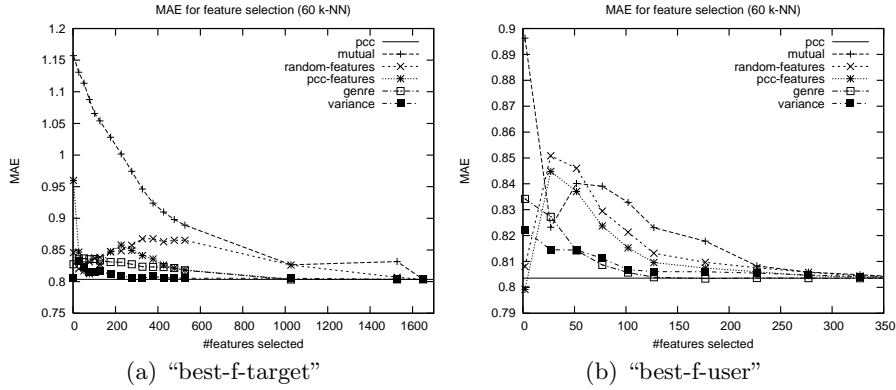 MAE for feature selection (60 k-NN)
MAE
1.2
1.15
1.1
1.05
1
0.95
0.9
0.85
0.8
0.75
pcc
mutual
random-features
pcc-features
genre
variance
0 200 400 600 800 1000 1200 1400 1600
#features selected
(a) “best-f-target”
MAE for feature selection (60 k-NN)
MAE
0.9
0.89
0.88
0.87
0.86
0.85
0.84
0.83
0.82
0.81
0.8
0.79
pcc
mutual
random-features
pcc-features
genre
variance
0 50 100 150 200 250 300 350
#features selected
(b) “best-f-user”